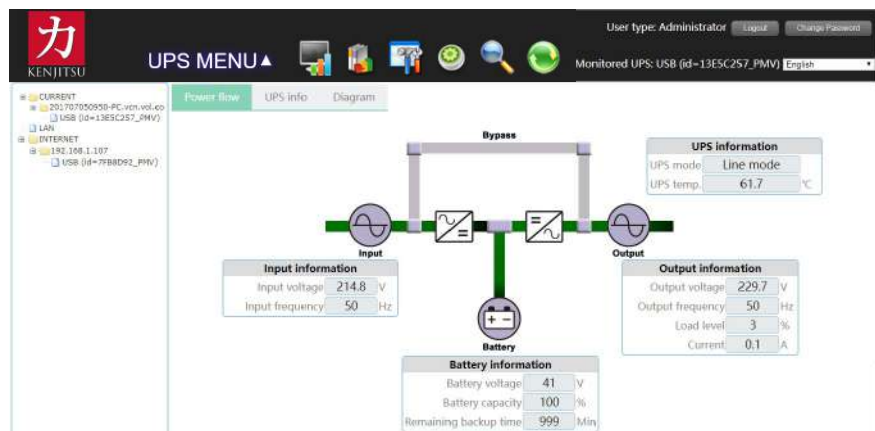 力
KENJITSU
UPS MENU▲
User type: Administrator Logout Change Password
Monitored UPS: USB (id=13E5C257_PMV) English
CURRENT
201707050950-PC.vcn.vol.co
USB (id=13E5C257_PMV)
LAN
INTERNET
192.168.1.107
USB (id=7FB8D92_PMV)
Power flow UPS info Diagram
Bypass
UPS information
UPS mode Line mode
UPS temp. 61.7 ℃
Input
Output
Input information
Input voltage 214.8 V
Input frequency 50 Hz
Output information
Output voltage 229.7 V
Output frequency 50 Hz
Load level 3 %
Current 0.1 A
Battery
Battery information
Battery voltage 41 V
Battery capacity 100 %
Remaining backup time 999 Min